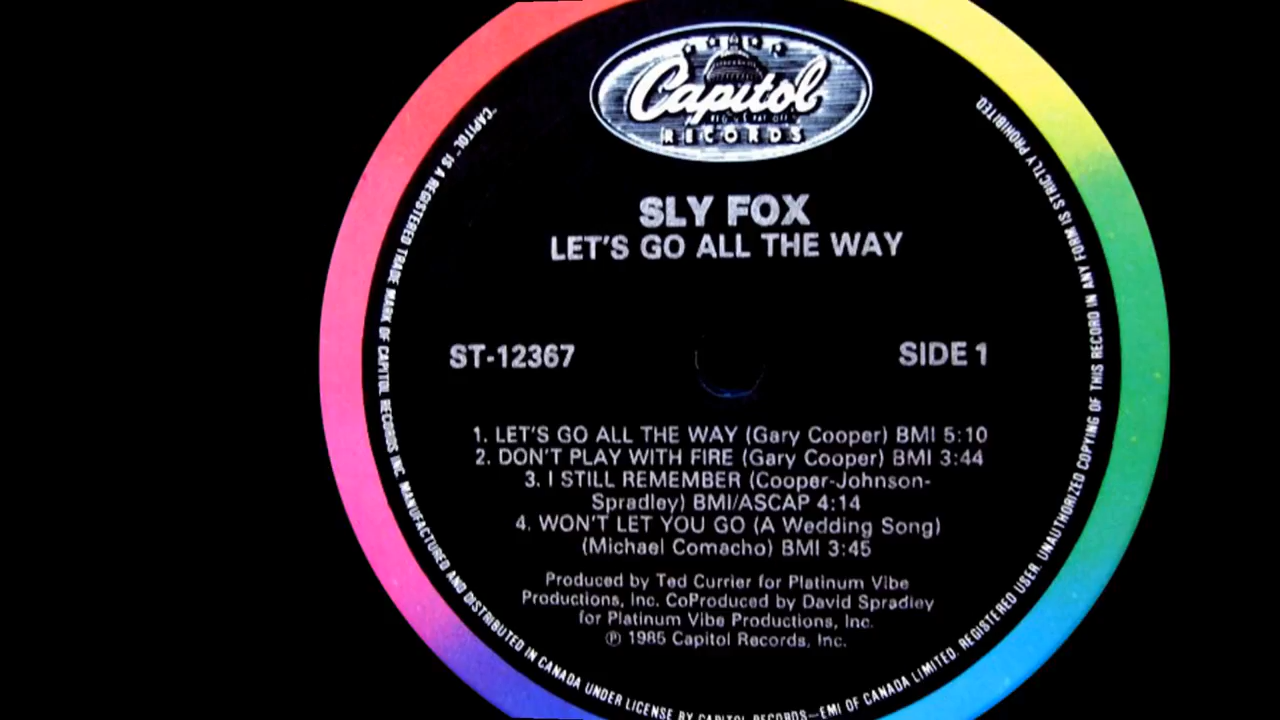 Capitol
RECORDS
SLY FOX
LET'S GO ALL THE WAY
ST-12367
SIDE 1
1. LET'S GO ALL THE WAY (Gary Cooper) BMI 5:10
2. DON'T PLAY WITH FIRE (Gary Cooper) BMI 3:44
3. I STILL REMEMBER (Cooper-Johnson-
Spradley) BMI/ASCAP 4:14
4. WON'T LET YOU GO (A Wedding Song)
(Michael Comacho) BMI 3:45
Produced by Ted Currier for Platinum Vibe
Productions, Inc. CoProduced by David Spradley
for Platinum Vibe Productions, Inc.
℗ 1985 Capitol Records, Inc.
"CAPITOL" IS A REGISTERED TRADE MARK OF CAPITOL RECORDS INC. MANUFACTURED AND DISTRIBUTED IN CANADA UNDER LICENSE BY CAPITOL RECORDS—EMI OF CANADA LIMITED. REGISTERED USER. UNAUTHORIZED COPYING OF THIS RECORD IN ANY FORM IS STRICTLY PROHIBITED.